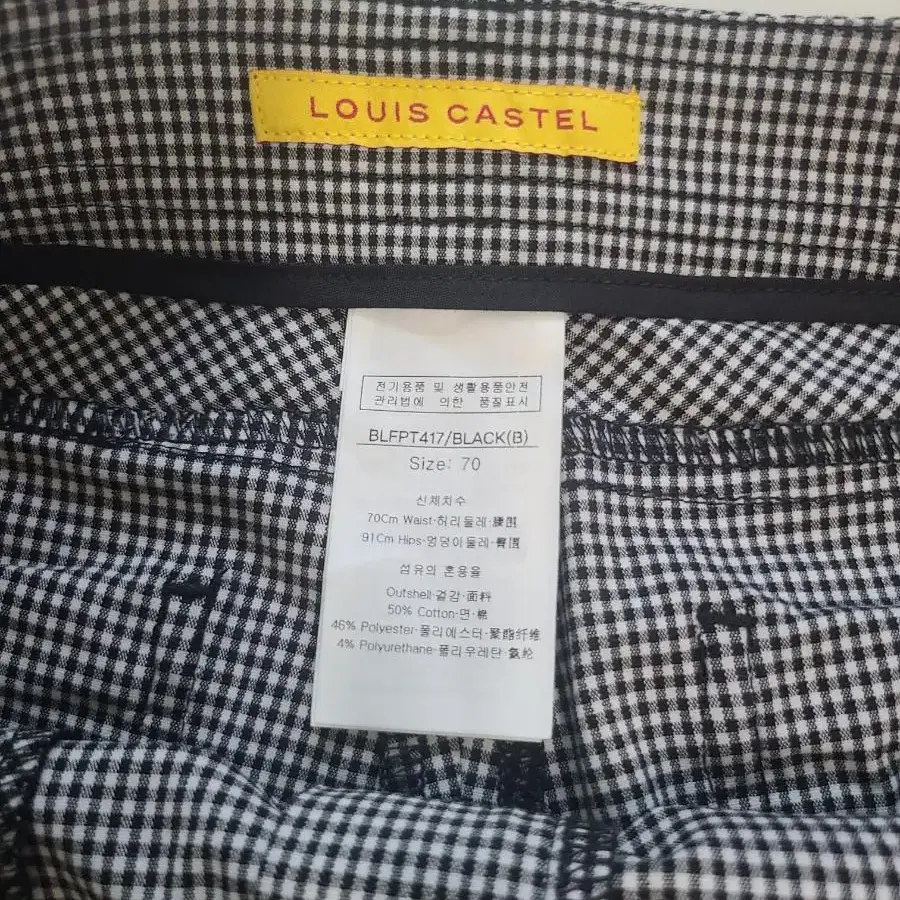 LOUIS CASTEL
전기용품 및 생활용품안전
관리법에 의한 품질표시
BLFPT417/BLACK(B)
Size: 70
신체치수
70Cm Waist·허리둘레·腰围
91Cm Hips·엉덩이둘레·臀围
섬유의 혼용율
Outshell·겉감·面料
50% Cotton·면·棉
46% Polyester·폴리에스터·聚酯纤维
4% Polyurethane·폴리우레탄·氨纶